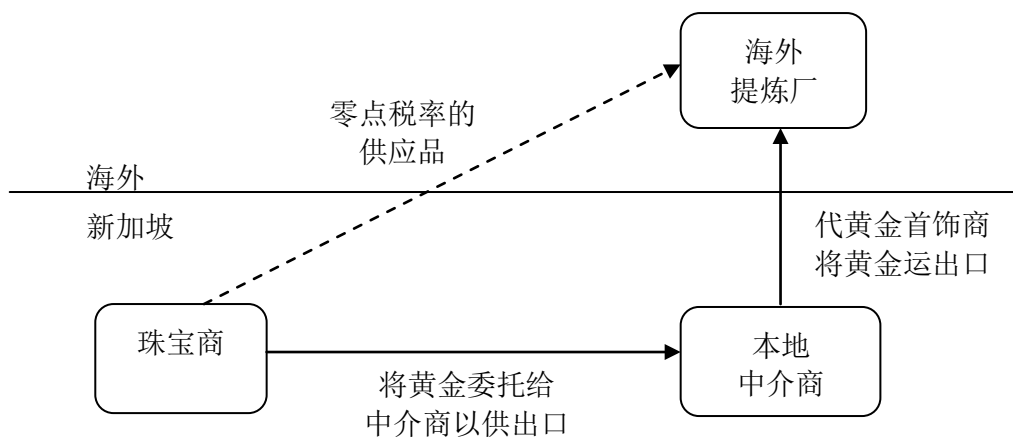 海外
提炼厂
零点税率的
供应品
海外
新加坡
代黄金首饰商
将黄金运出口
珠宝商
本地
中介商
将黄金委托给
中介商以供出口